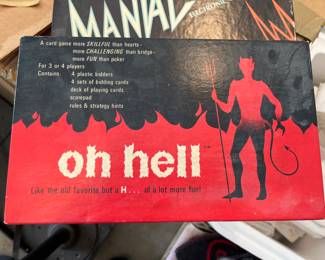 MANIAC
ELECTRONIC
A card game more SKILLFUL than hearts-
more CHALLENGING than bridge-
more FUN than poker
For 3 or 4 players
Contains: 4 plastic bidders
4 sets of bidding cards
deck of playing cards
scorepad
rules & strategy hints
oh hell
Like the old favorite but a H . . . of a lot more fun!